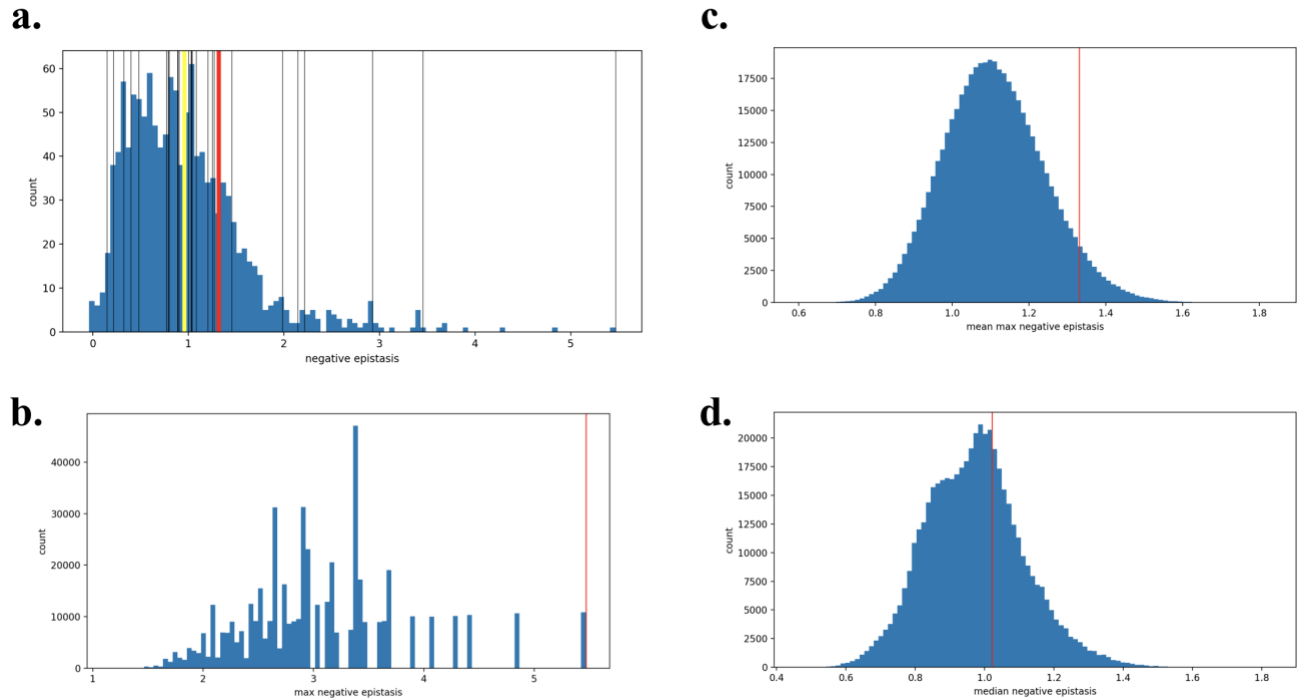 a.
60
50
40
30
20
10
0
count
0 1 2 3 4 5
negative epistasis
b.
40000
30000
20000
10000
0
count
1 2 3 4 5
max negative epistasis
c.
17500
15000
12500
10000
7500
5000
2500
0
count
0.6 0.8 1.0 1.2 1.4 1.6 1.8
mean max negative epistasis
d.
20000
17500
15000
12500
10000
7500
5000
2500
0
count
0.4 0.6 0.8 1.0 1.2 1.4 1.6 1.8
median negative epistasis